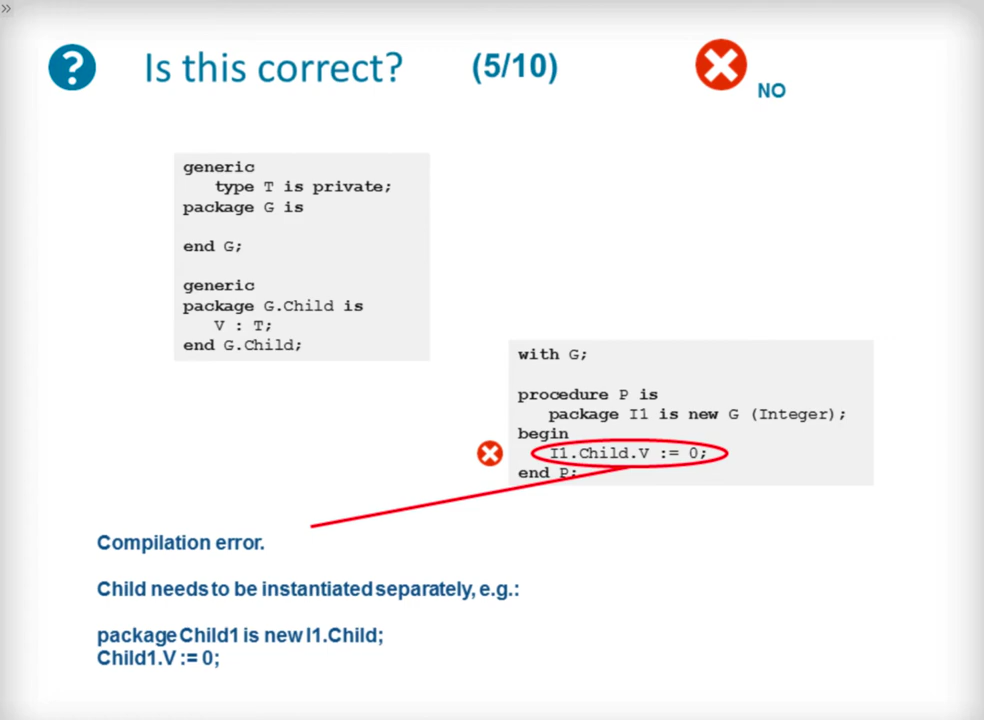 »
? Is this correct? (5/10)
NO
generic
type T is private;
package G is
end G;
generic
package G.Child is
V : T;
end G.Child;
with G;
procedure P is
package I1 is new G (Integer);
begin
I1.Child.V := 0;
end P;
Compilation error.
Child needs to be instantiated separately, e.g.:
package Child1 is new I1.Child;
Child1.V := 0;